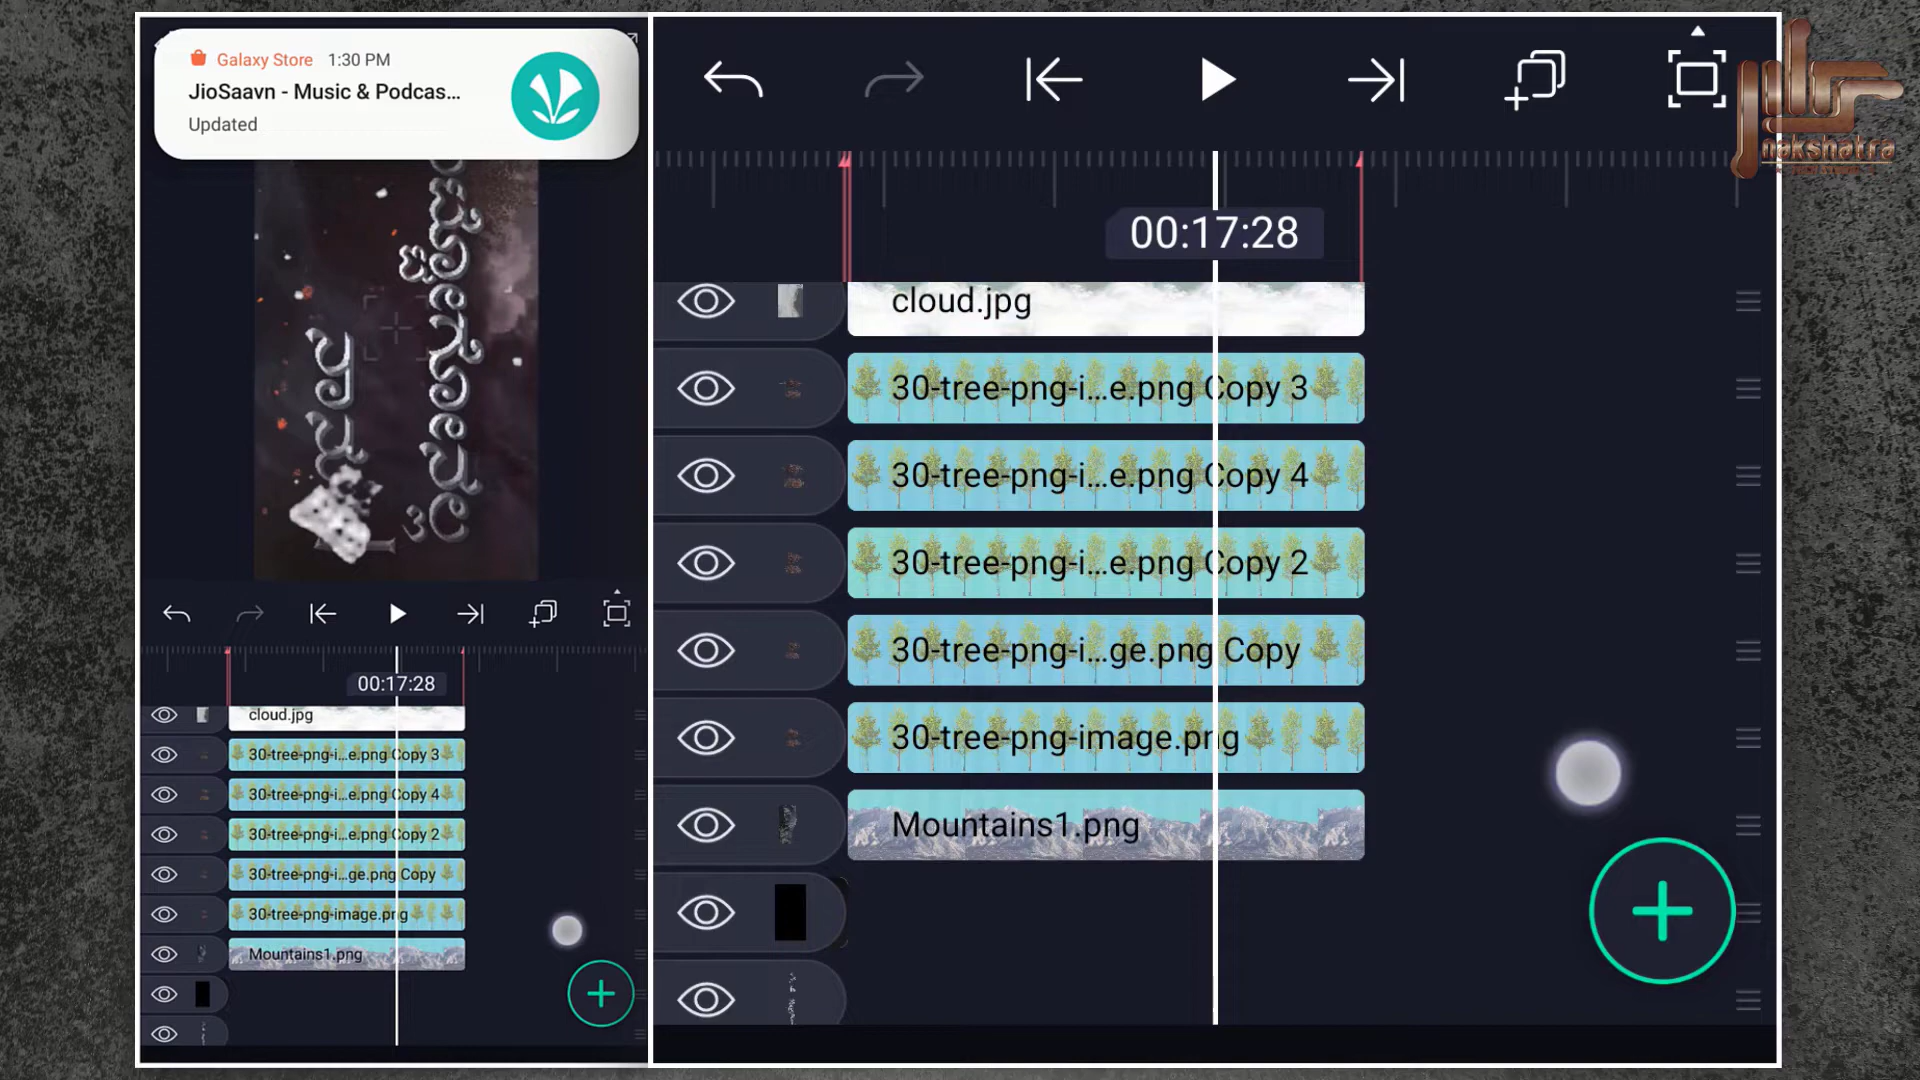 Galaxy Store 1:30 PM
JioSaavn - Music & Podcas...
Updated
00:17:28
cloud.jpg
30-tree-png-i...e.png Copy 3
30-tree-png-i...e.png Copy 4
30-tree-png-i...e.png Copy 2
30-tree-png-i...ge.png Copy
30-tree-png-image.png
Mountains1.png
00:17:28
cloud.jpg
30-tree-png-i...e.png Copy 3
30-tree-png-i...e.png Copy 4
30-tree-png-i...e.png Copy 2
30-tree-png-i...ge.png Copy
30-tree-png-image.png
Mountains1.png
nakshatra